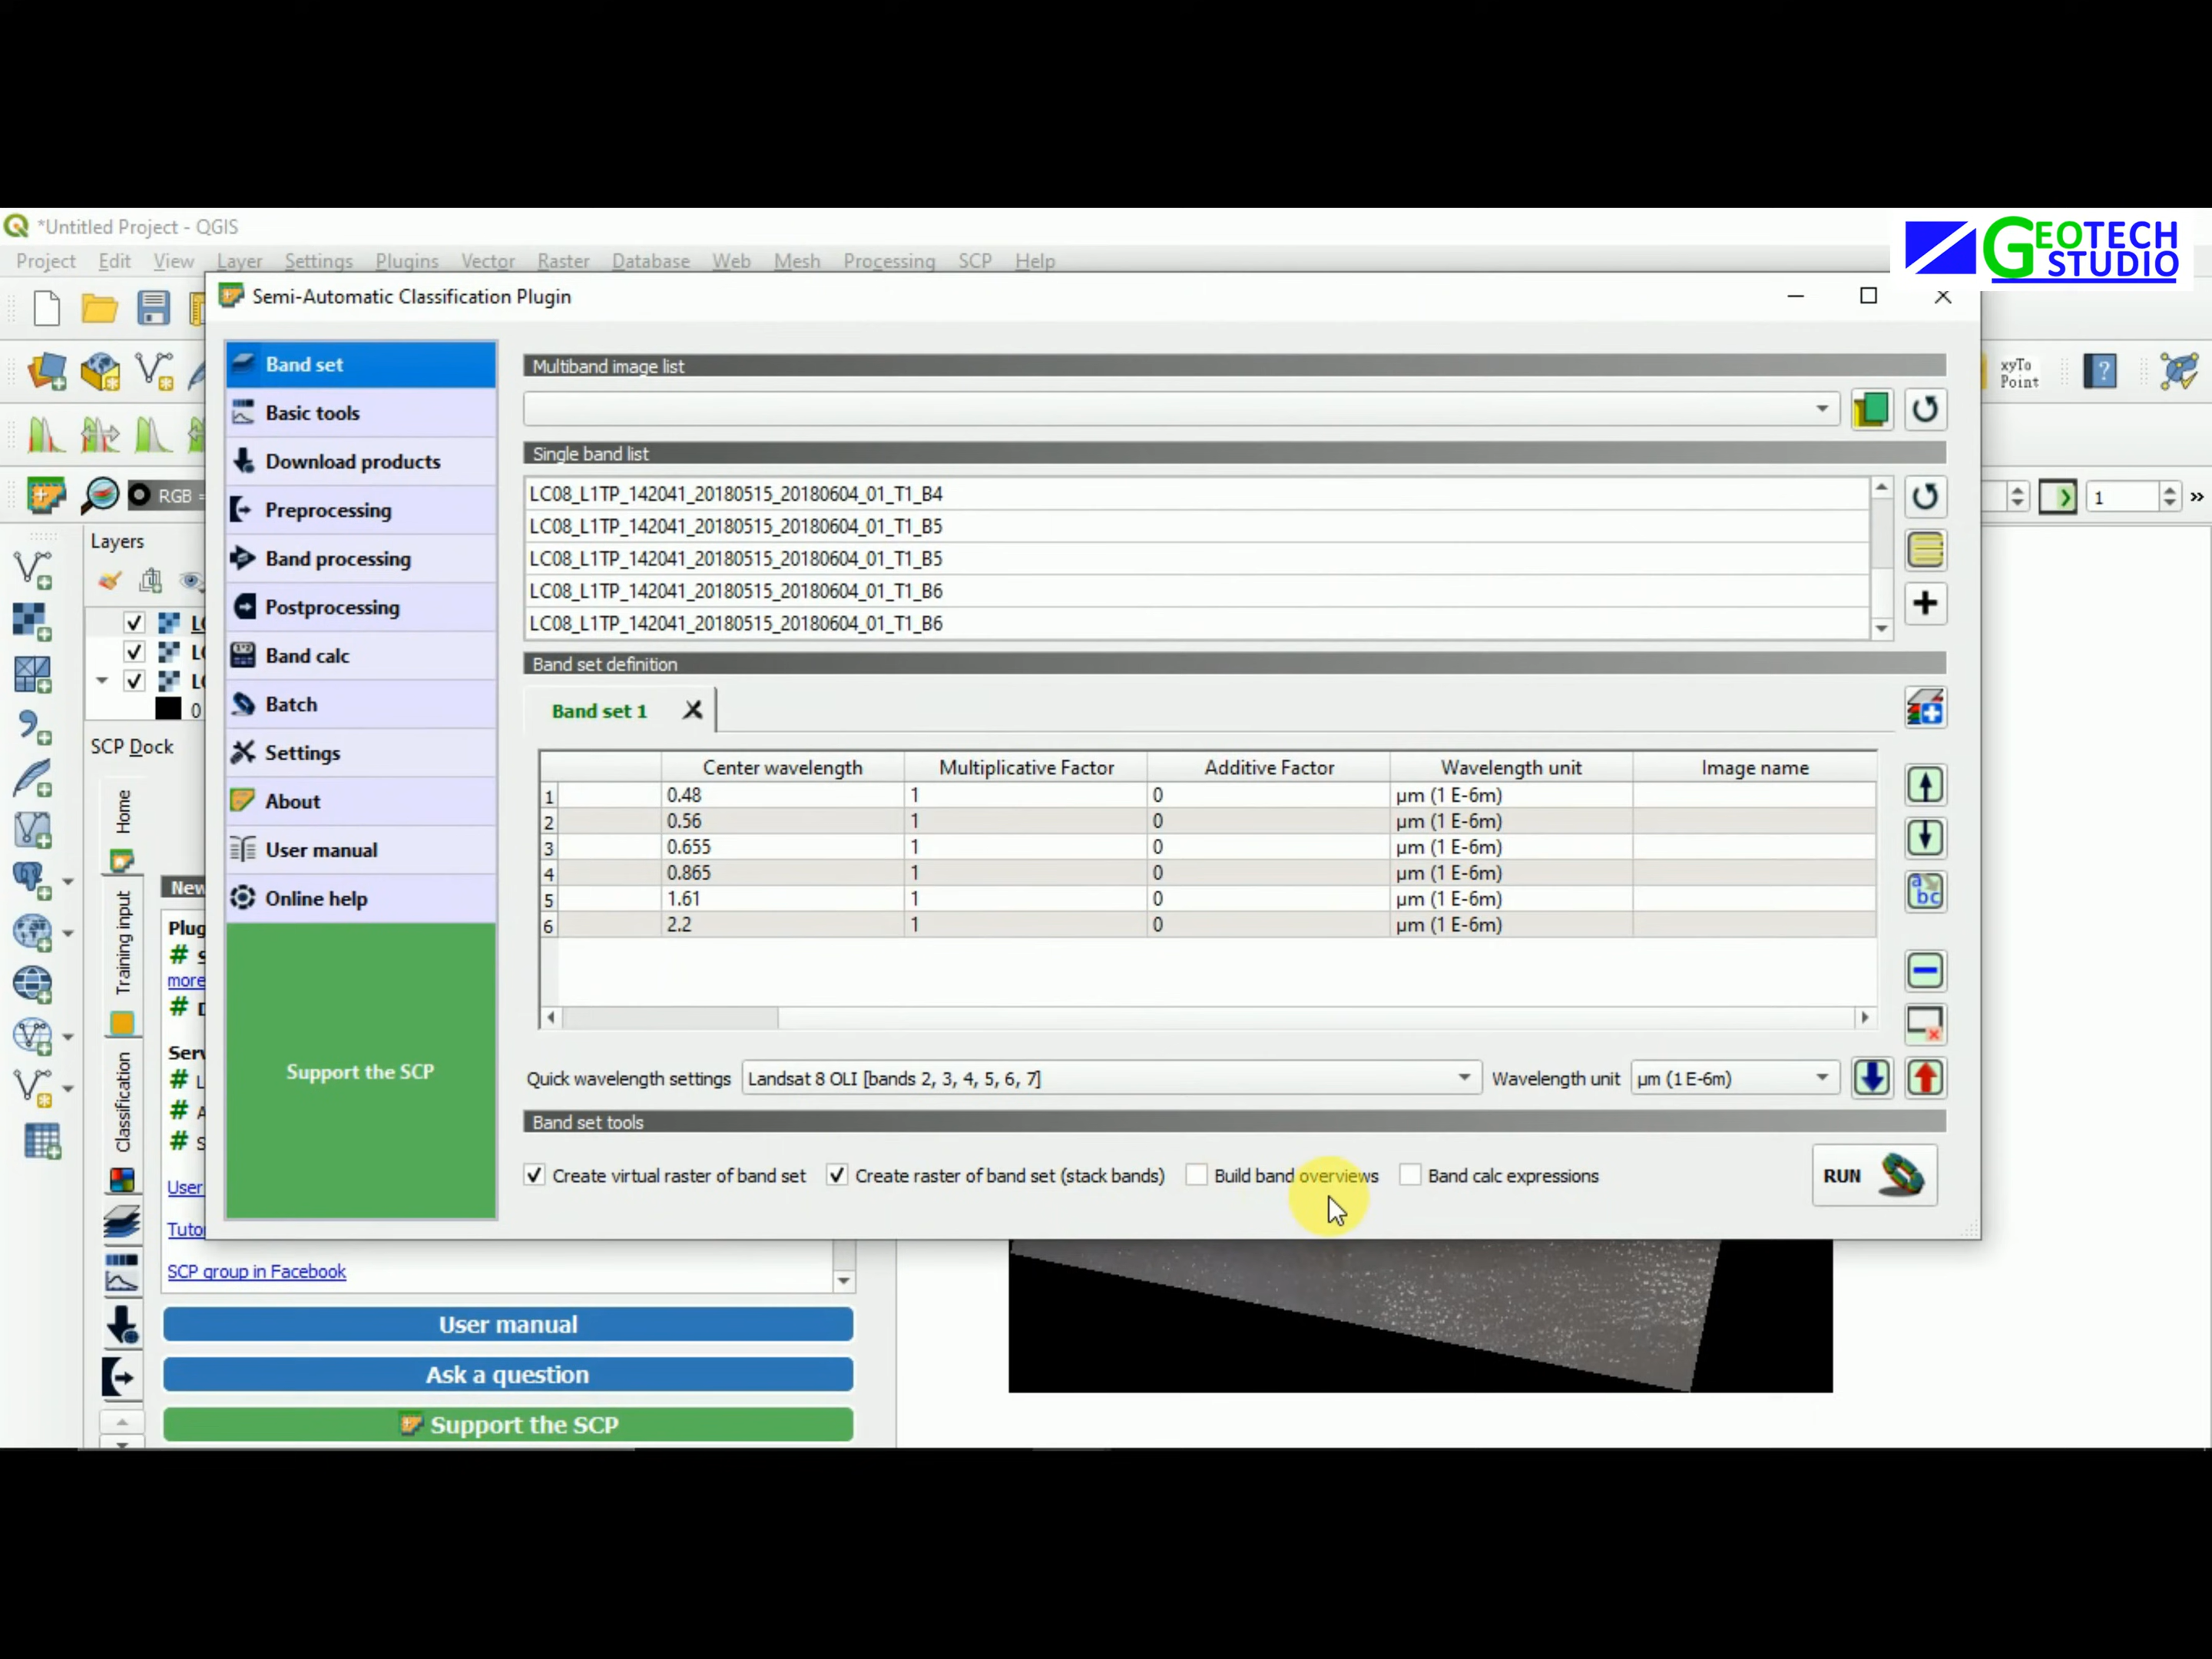 *Untitled Project - QGIS
GEOTECH
STUDIO
Project Edit View Layer Settings Plugins Vector Raster Database Web Mesh Processing SCP Help
Semi-Automatic Classification Plugin
Band set
Basic tools
Download products
Preprocessing
Band processing
Postprocessing
Band calc
Batch
Settings
About
User manual
Online help
Support the SCP
Multiband image list
Single band list
LC08_L1TP_142041_20180515_20180604_01_T1_B4
LC08_L1TP_142041_20180515_20180604_01_T1_B5
LC08_L1TP_142041_20180515_20180604_01_T1_B5
LC08_L1TP_142041_20180515_20180604_01_T1_B6
LC08_L1TP_142041_20180515_20180604_01_T1_B6
Band set definition
Band set 1
Center wavelength Multiplicative Factor Additive Factor Wavelength unit Image name
1 0.48 1 0 µm (1 E-6m)
2 0.56 1 0 µm (1 E-6m)
3 0.655 1 0 µm (1 E-6m)
4 0.865 1 0 µm (1 E-6m)
5 1.61 1 0 µm (1 E-6m)
6 2.2 1 0 µm (1 E-6m)
Quick wavelength settings Landsat 8 OLI [bands 2, 3, 4, 5, 6, 7] Wavelength unit µm (1 E-6m)
Band set tools
Create virtual raster of band set Create raster of band set (stack bands) Build band overviews Band calc expressions RUN
xyTo
Point
RGB =
1
Layers
0
SCP Dock
Home
Training input
Classification
New
Plug
more
Serv
User
Tutor
SCP group in Facebook
User manual
Ask a question
Support the SCP
a
bc